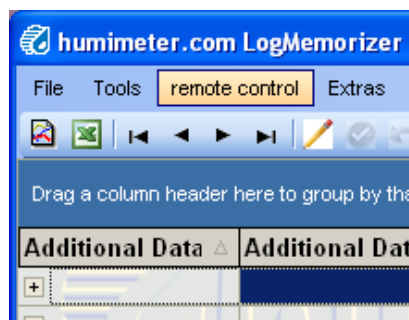 humimeter.com LogMemorizer
File Tools remote control Extras
Drag a column header here to group by tha
Additional Data Additional Dat